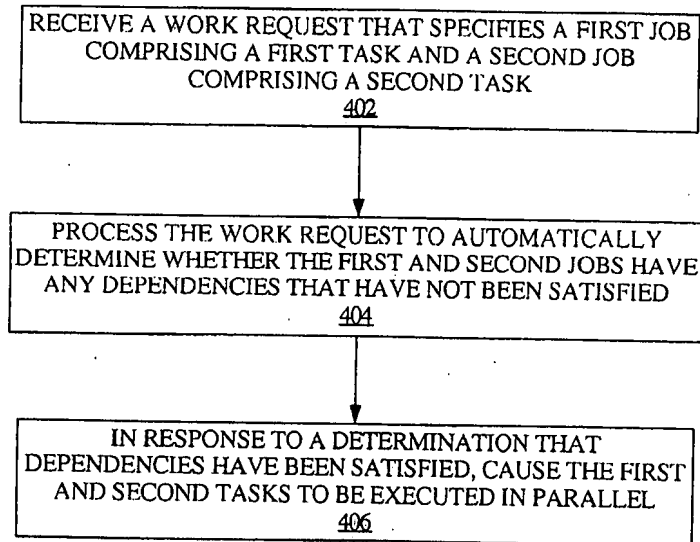 RECEIVE A WORK REQUEST THAT SPECIFIES A FIRST JOB
COMPRISING A FIRST TASK AND A SECOND JOB
COMPRISING A SECOND TASK
402
PROCESS THE WORK REQUEST TO AUTOMATICALLY
DETERMINE WHETHER THE FIRST AND SECOND JOBS HAVE
ANY DEPENDENCIES THAT HAVE NOT BEEN SATISFIED
404
IN RESPONSE TO A DETERMINATION THAT
DEPENDENCIES HAVE BEEN SATISFIED, CAUSE THE FIRST
AND SECOND TASKS TO BE EXECUTED IN PARALLEL
406